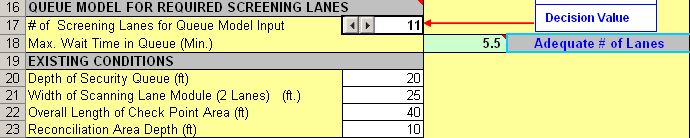 16 QUEUE MODEL FOR REQUIRED SCREENING LANES
17 # of Screening Lanes for Queue Model Input 11 Decision Value
18 Max. Wait Time in Queue (Min.) 5.5 Adequate # of Lanes
19 EXISTING CONDITIONS
20 Depth of Security Queue (ft) 20
21 Width of Scanning Lane Module (2 Lanes) (ft.) 25
22 Overall Length of Check Point Area (ft) 40
23 Reconciliation Area Depth (ft) 10